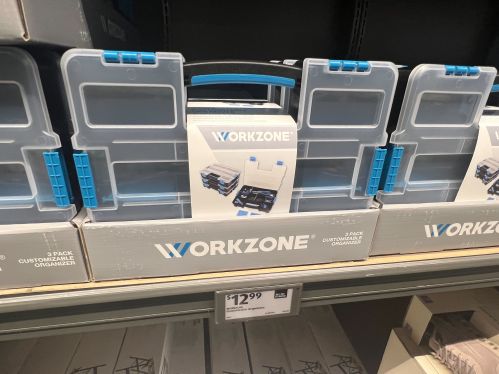 WORKZONE®
3 PACK
CUSTOMIZABLE
ORGANIZER
WORKZONE®
3 PACK
CUSTOMIZABLE ORGANIZER
WORKZONE
$12.99